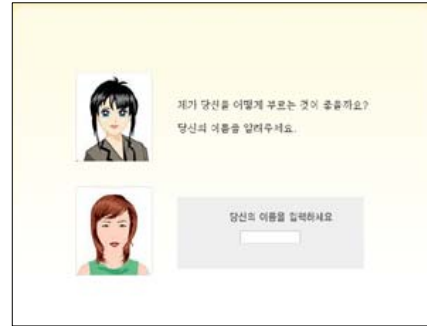 제가 당신을 어떻게 부르는 것이 좋을까요?
당신의 이름을 알려주세요.
당신의 이름을 입력하세요